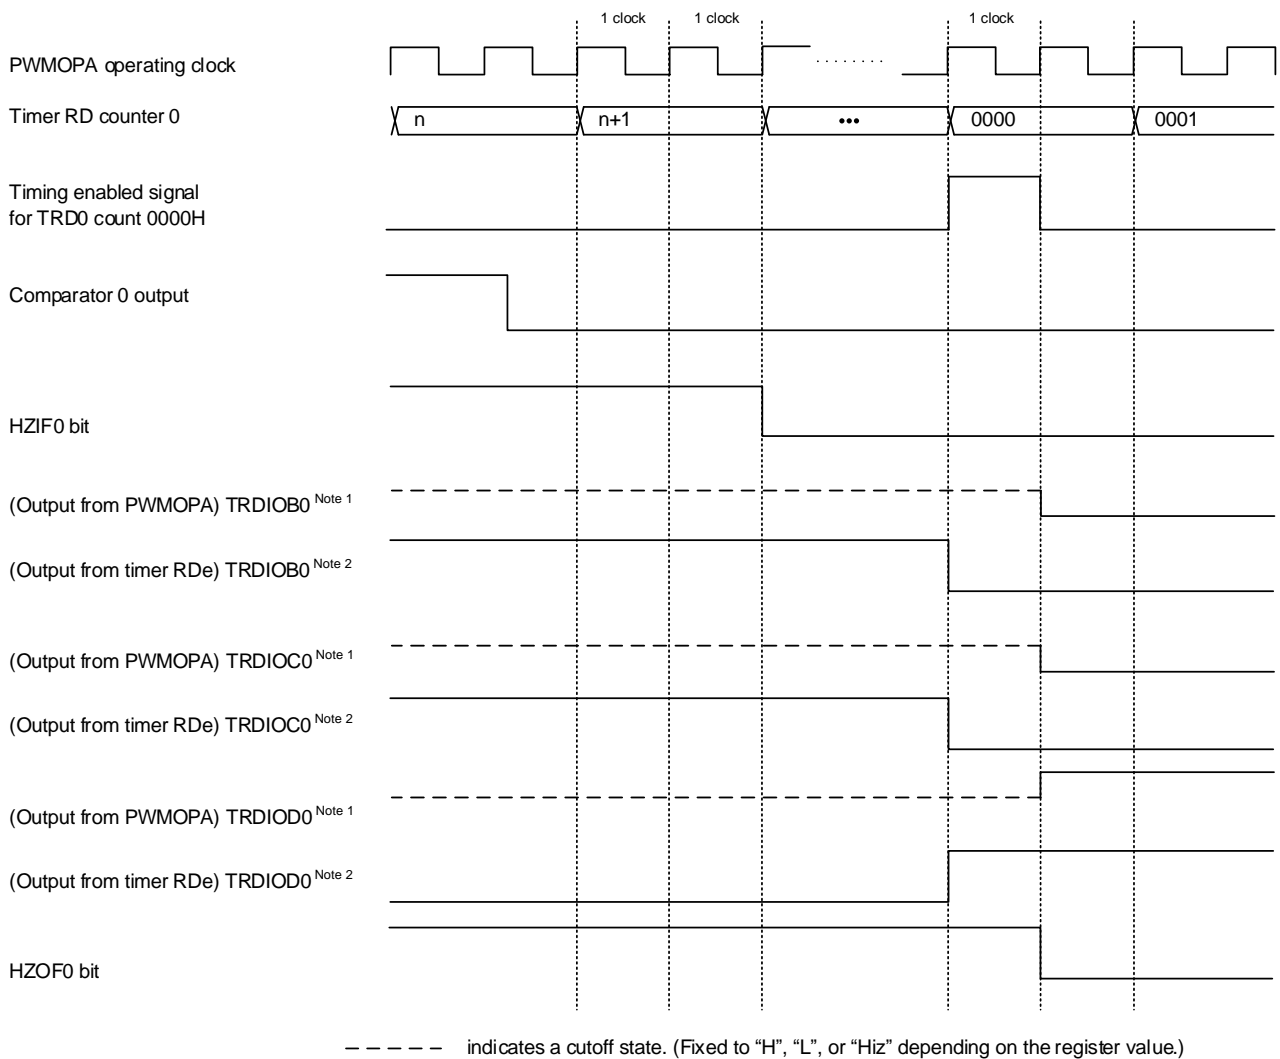 1 clock 1 clock 1 clock
PWMOPA operating clock
. . . . . . . .
Timer RD counter 0
n n+1 ••• 0000 0001
Timing enabled signal
for TRD0 count 0000H
Comparator 0 output
HZIF0 bit
(Output from PWMOPA) TRDIOB0 Note 1
(Output from timer RDe) TRDIOB0 Note 2
(Output from PWMOPA) TRDIOC0 Note 1
(Output from timer RDe) TRDIOC0 Note 2
(Output from PWMOPA) TRDIOD0 Note 1
(Output from timer RDe) TRDIOD0 Note 2
HZOF0 bit
indicates a cutoff state. (Fixed to “H”, “L”, or “Hiz” depending on the register value.)